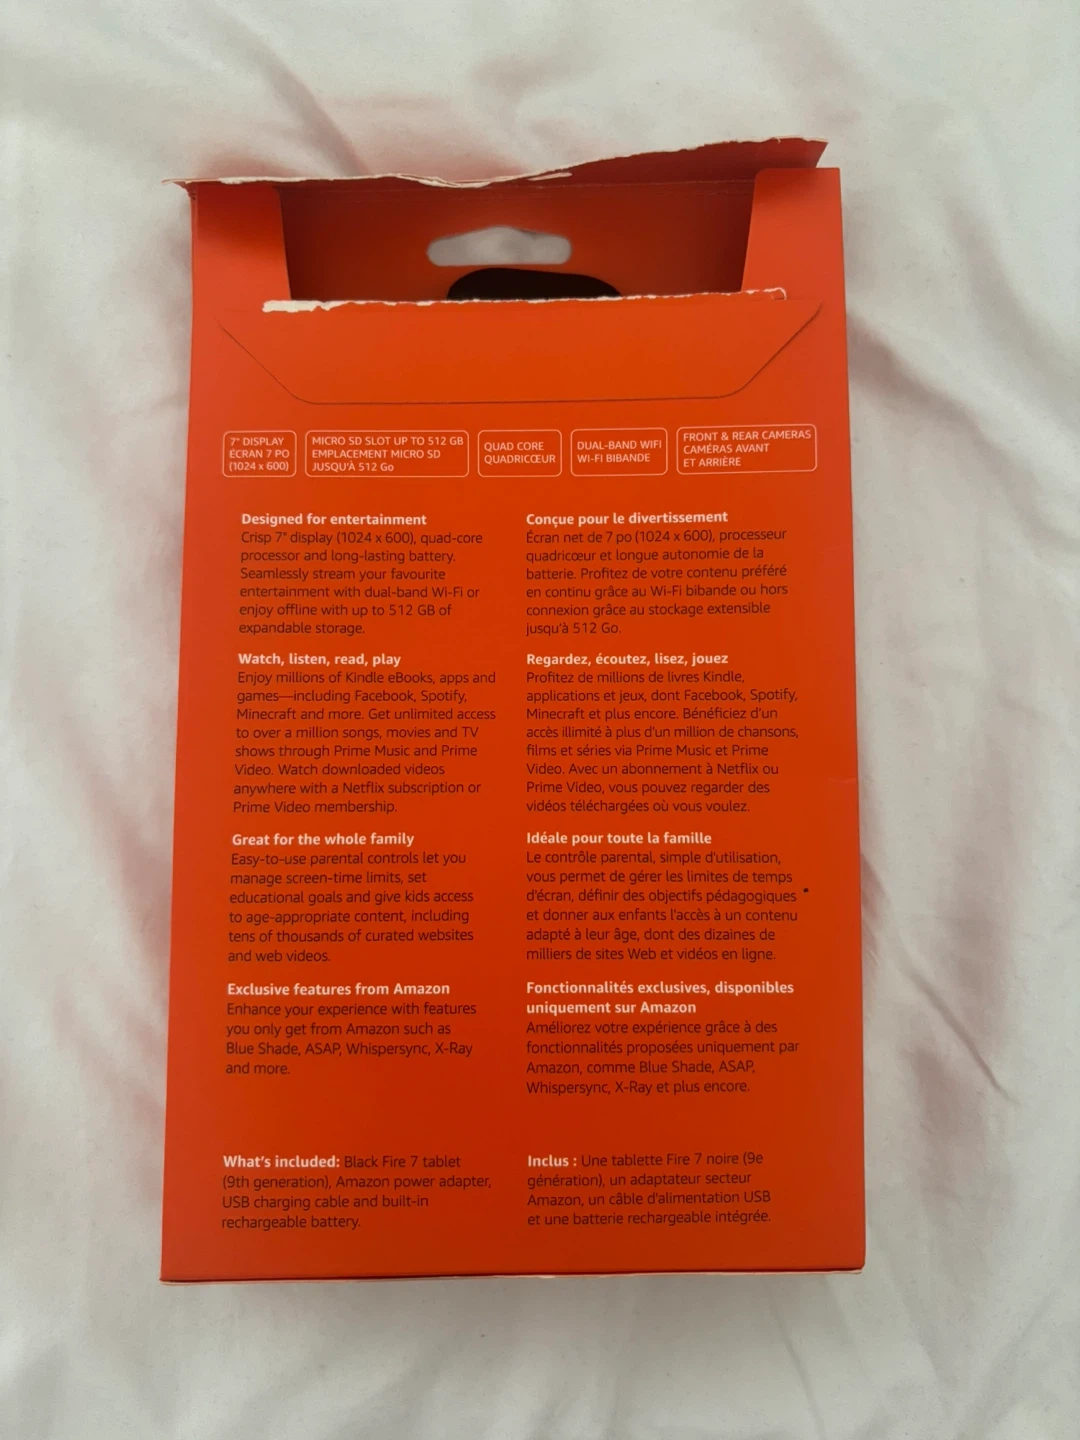 7" DISPLAY
ÉCRAN 7 PO
(1024 x 600)
MICRO SD SLOT UP TO 512 GB
EMPLACEMENT MICRO SD
JUSQU'À 512 Go
QUAD CORE
QUADRICŒUR
DUAL-BAND WIFI
WI-FI BIBANDE
FRONT & REAR CAMERAS
CAMÉRAS AVANT
ET ARRIÈRE
Designed for entertainment
Crisp 7" display (1024 x 600), quad-core
processor and long-lasting battery.
Seamlessly stream your favourite
entertainment with dual-band Wi-Fi or
enjoy offline with up to 512 GB of
expandable storage.
Watch, listen, read, play
Enjoy millions of Kindle eBooks, apps and
games—including Facebook, Spotify,
Minecraft and more. Get unlimited access
to over a million songs, movies and TV
shows through Prime Music and Prime
Video. Watch downloaded videos
anywhere with a Netflix subscription or
Prime Video membership.
Great for the whole family
Easy-to-use parental controls let you
manage screen-time limits, set
educational goals and give kids access
to age-appropriate content, including
tens of thousands of curated websites
and web videos.
Exclusive features from Amazon
Enhance your experience with features
you only get from Amazon such as
Blue Shade, ASAP, Whispersync, X-Ray
and more.
What's included: Black Fire 7 tablet
(9th generation), Amazon power adapter,
USB charging cable and built-in
rechargeable battery.
Conçue pour le divertissement
Écran net de 7 po (1024 x 600), processeur
quadricœur et longue autonomie de la
batterie. Profitez de votre contenu préféré
en continu grâce au Wi-Fi bibande ou hors
connexion grâce au stockage extensible
jusqu'à 512 Go.
Regardez, écoutez, lisez, jouez
Profitez de millions de livres Kindle,
applications et jeux, dont Facebook, Spotify,
Minecraft et plus encore. Bénéficiez d'un
accès illimité à plus d'un million de chansons,
films et séries via Prime Music et Prime
Video. Avec un abonnement à Netflix ou
Prime Video, vous pouvez regarder des
vidéos téléchargées où vous voulez.
Idéale pour toute la famille
Le contrôle parental, simple d'utilisation,
vous permet de gérer les limites de temps
d'écran, définir des objectifs pédagogiques
et donner aux enfants l'accès à un contenu
adapté à leur âge, dont des dizaines de
milliers de sites Web et vidéos en ligne.
Fonctionnalités exclusives, disponibles
uniquement sur Amazon
Améliorez votre expérience grâce à des
fonctionnalités proposées uniquement par
Amazon, comme Blue Shade, ASAP,
Whispersync, X-Ray et plus encore.
Inclus : Une tablette Fire 7 noire (9e
génération), un adaptateur secteur
Amazon, un câble d'alimentation USB
et une batterie rechargeable intégrée.